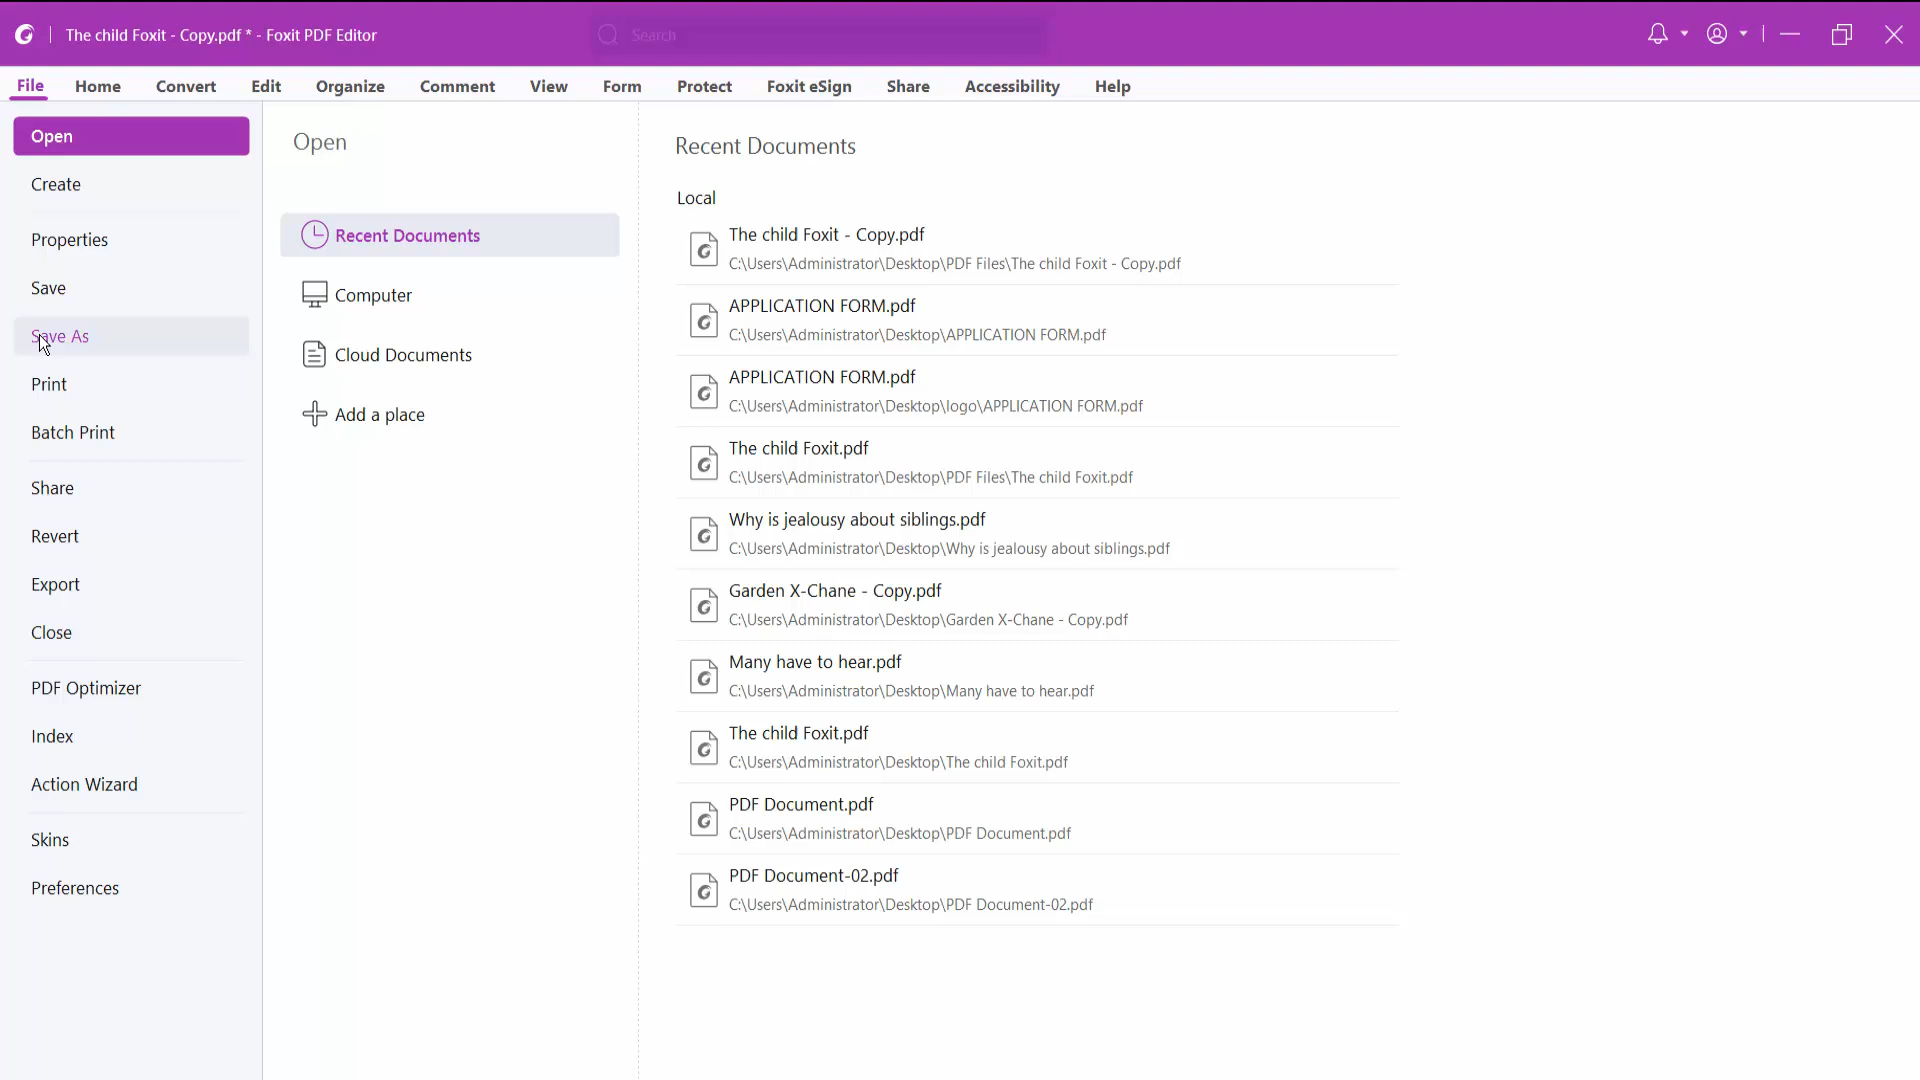 The child Foxit - Copy.pdf * - Foxit PDF Editor
Search
File Home Convert Edit Organize Comment View Form Protect Foxit eSign Share Accessibility Help
Open
Create
Properties
Save
Save As
Print
Batch Print
Share
Revert
Export
Close
PDF Optimizer
Index
Action Wizard
Skins
Preferences
Open
Recent Documents
Computer
Cloud Documents
Add a place
Recent Documents
Local
The child Foxit - Copy.pdf
C:\Users\Administrator\Desktop\PDF Files\The child Foxit - Copy.pdf
APPLICATION FORM.pdf
C:\Users\Administrator\Desktop\APPLICATION FORM.pdf
APPLICATION FORM.pdf
C:\Users\Administrator\Desktop\logo\APPLICATION FORM.pdf
The child Foxit.pdf
C:\Users\Administrator\Desktop\PDF Files\The child Foxit.pdf
Why is jealousy about siblings.pdf
C:\Users\Administrator\Desktop\Why is jealousy about siblings.pdf
Garden X-Chane - Copy.pdf
C:\Users\Administrator\Desktop\Garden X-Chane - Copy.pdf
Many have to hear.pdf
C:\Users\Administrator\Desktop\Many have to hear.pdf
The child Foxit.pdf
C:\Users\Administrator\Desktop\The child Foxit.pdf
PDF Document.pdf
C:\Users\Administrator\Desktop\PDF Document.pdf
PDF Document-02.pdf
C:\Users\Administrator\Desktop\PDF Document-02.pdf